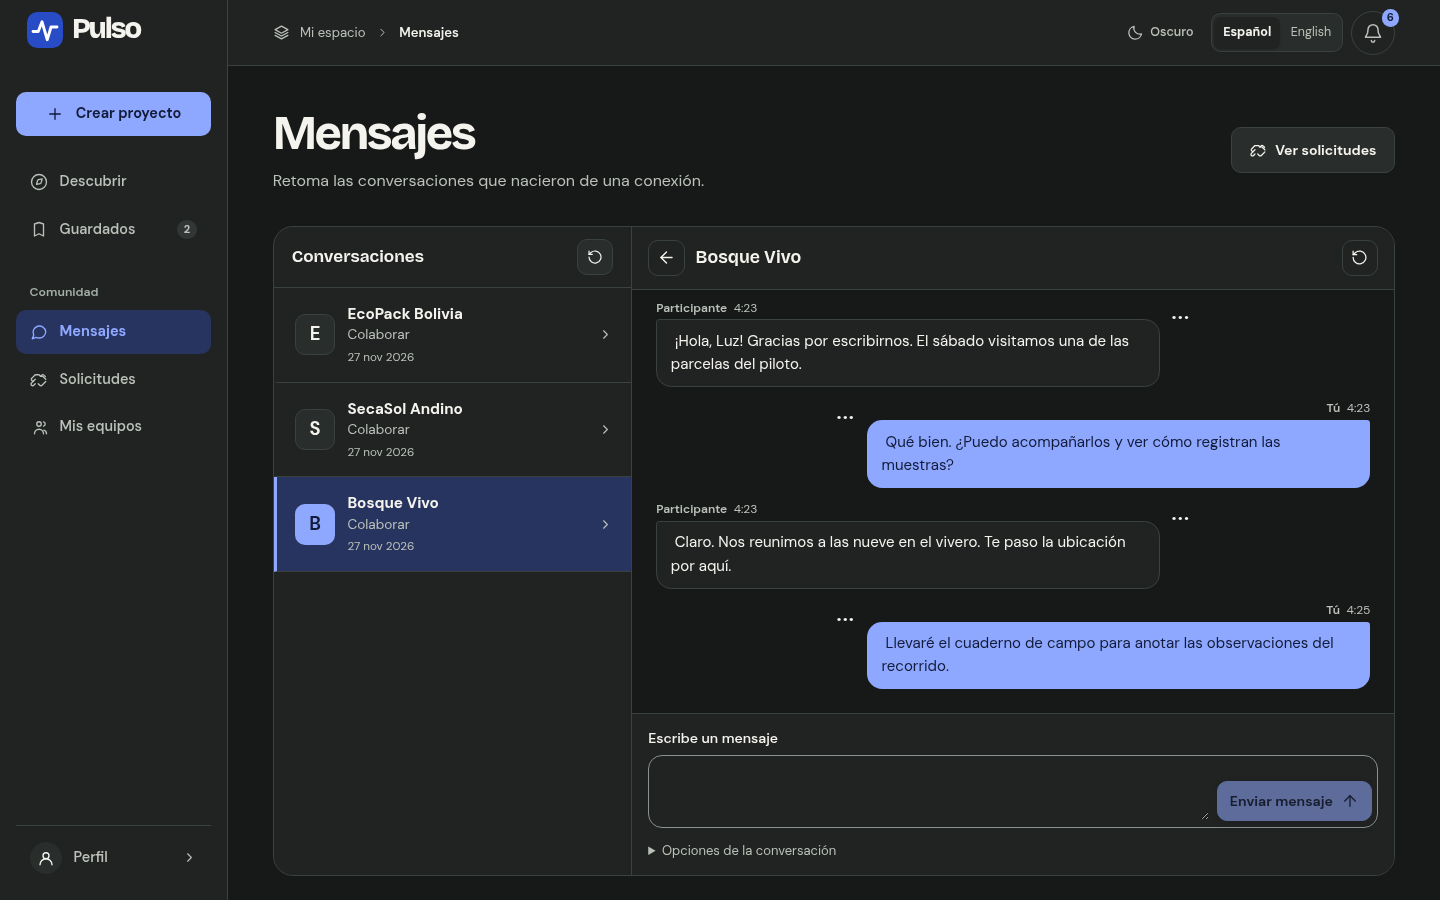 Pulso
Mi espacio
Mensajes
Oscuro
Español
English
6
Crear proyecto
Descubrir
Guardados
2
Comunidad
Mensajes
Solicitudes
Mis equipos
Perfil
Mensajes
Retoma las conversaciones que nacieron de una conexión.
Ver solicitudes
Conversaciones
E
EcoPack Bolivia
Colaborar
27 nov 2026
S
SecaSol Andino
Colaborar
27 nov 2026
B
Bosque Vivo
Colaborar
27 nov 2026
Bosque Vivo
Participante 4:23
¡Hola, Luz! Gracias por escribirnos. El sábado visitamos una de las
parcelas del piloto.
Tú 4:23
Qué bien. ¿Puedo acompañarlos y ver cómo registran las
muestras?
Participante 4:23
Claro. Nos reunimos a las nueve en el vivero. Te paso la ubicación
por aquí.
Tú 4:25
Llevaré el cuaderno de campo para anotar las observaciones del
recorrido.
Escribe un mensaje
Enviar mensaje
Opciones de la conversación